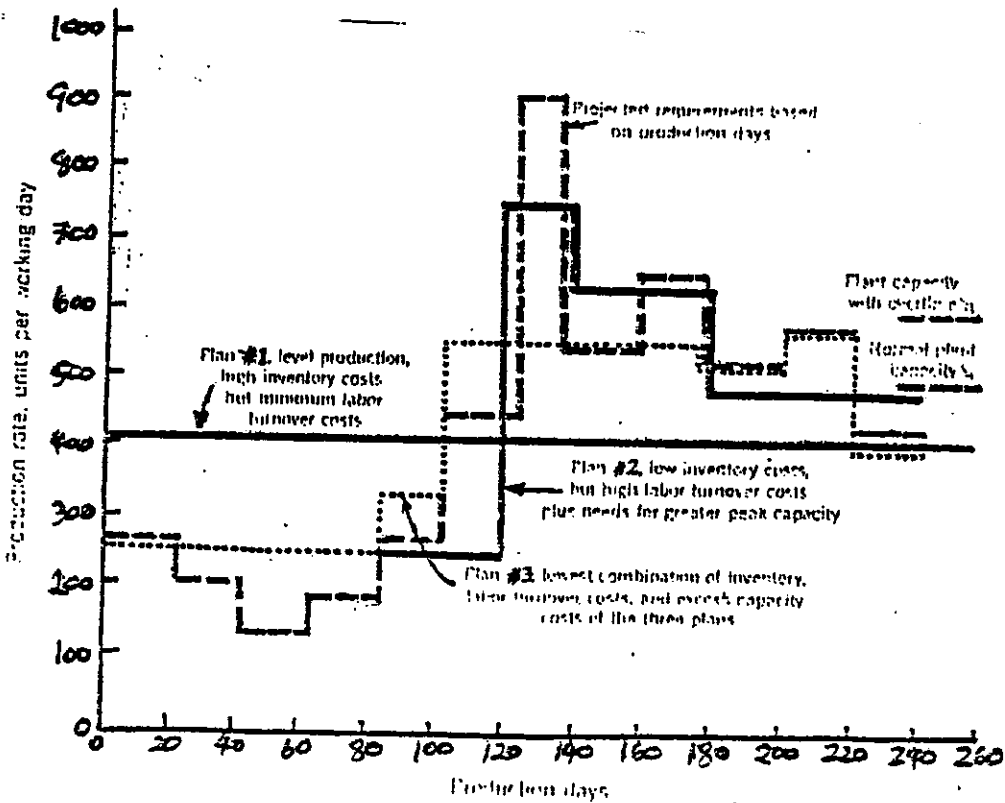 1000
900
800
700
600
500
400
300
200
100
0
Production rate, units per working day
Projected requirements based
on production days
Plant capacity
with overtime
Normal plant
capacity
Plan #1, level production,
high inventory costs
but minimum labor
turnover costs
Plan #2, low inventory costs,
but high labor turnover costs
plus needs for greater peak capacity
Plan #3, lowest combination of inventory,
labor turnover costs, and excess capacity
costs of the three plans
0 20 40 60 80 100 120 140 160 180 200 220 240 260
Production days